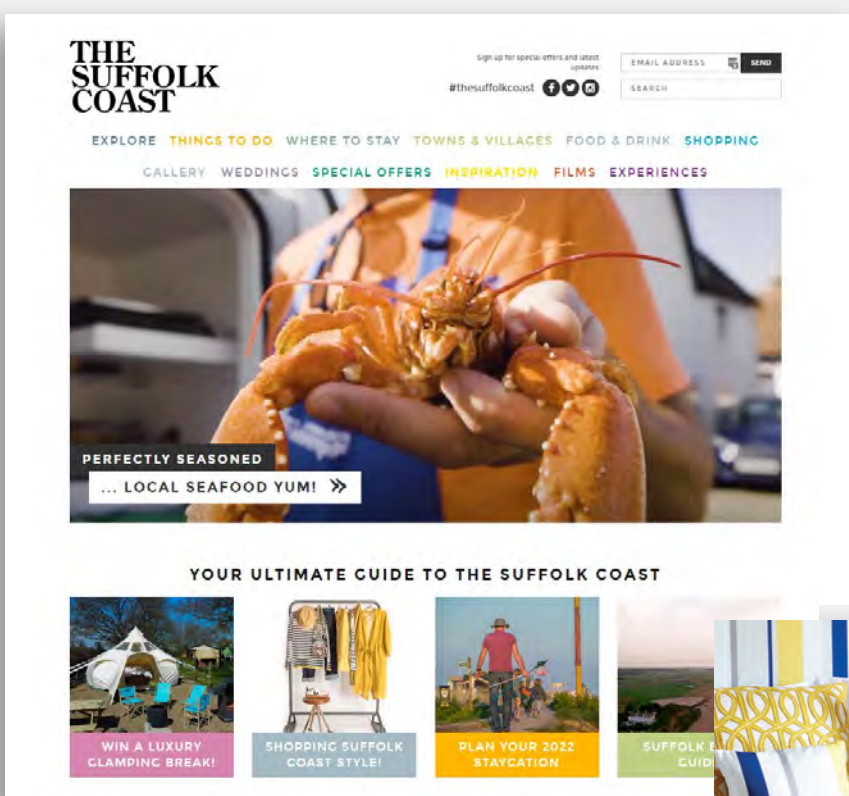 THE
SUFFOLK
COAST
Sign up for special offers and latest
updates
EMAIL ADDRESS
SEND
#thesuffolkcoast
SEARCH
EXPLORE THINGS TO DO WHERE TO STAY TOWNS & VILLAGES FOOD & DRINK SHOPPING
GALLERY WEDDINGS SPECIAL OFFERS INSPIRATION FILMS EXPERIENCES
PERFECTLY SEASONED
... LOCAL SEAFOOD YUM!
YOUR ULTIMATE GUIDE TO THE SUFFOLK COAST
WIN A LUXURY
GLAMPING BREAK!
SHOPPING SUFFOLK
COAST STYLE!
PLAN YOUR 2022
STAYCATION
SUFFOLK